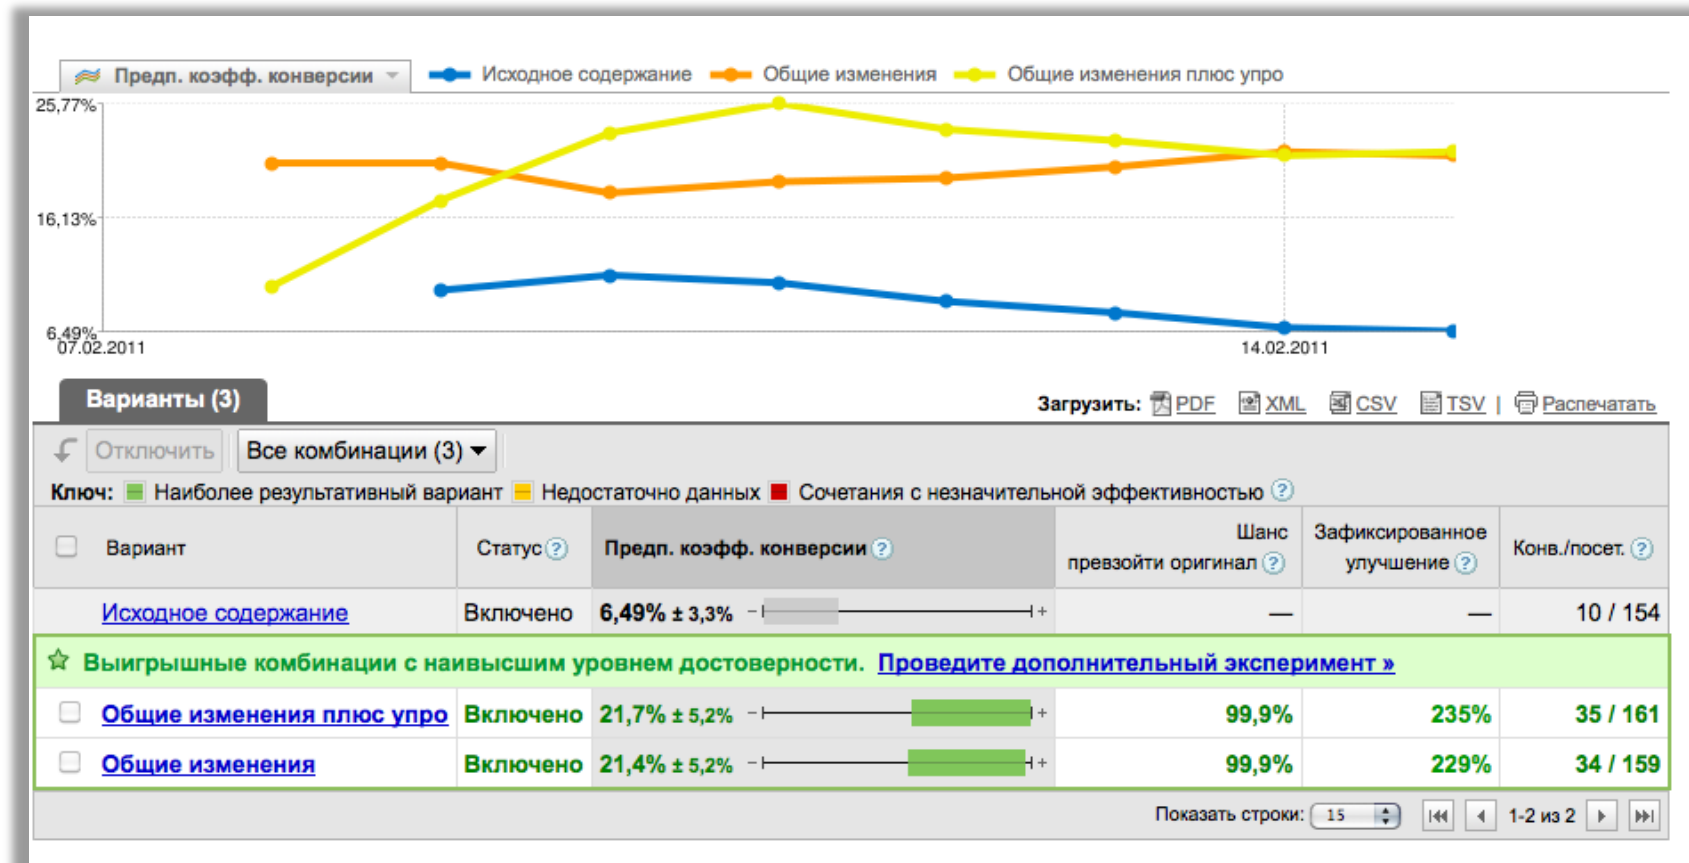 Предп. коэфф. конверсии Исходное содержание Общие изменения Общие изменения плюс упро
25,77%
16,13%
6,49%
07.02.2011 14.02.2011
Варианты (3) Загрузить: PDF XML CSV TSV | Распечатать
Отключить Все комбинации (3)
Ключ: Наиболее результативный вариант Недостаточно данных Сочетания с незначительной эффективностью ?
Вариант Статус ? Предп. коэфф. конверсии ? Шанс превзойти оригинал ? Зафиксированное улучшение ? Конв./посет. ?
Исходное содержание Включено 6,49% ± 3,3% − + — — 10 / 154
Выигрышные комбинации с наивысшим уровнем достоверности. Проведите дополнительный эксперимент »
Общие изменения плюс упро Включено 21,7% ± 5,2% − + 99,9% 235% 35 / 161
Общие изменения Включено 21,4% ± 5,2% − + 99,9% 229% 34 / 159
Показать строки: 15 1-2 из 2